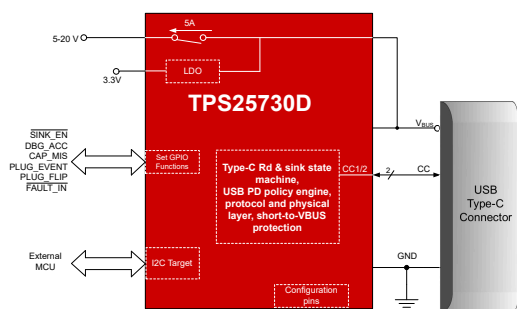 5A
5-20 V
LDO
3.3V
TPS25730D
VBUS
SINK_EN
DBG_ACC
CAP_MIS
PLUG_EVENT
PLUG_FLIP
FAULT_IN
Set GPIO
Functions
Type-C Rd & sink state
machine,
USB PD policy engine,
protocol and physical
layer, short-to-VBUS
protection
CC1/2
2
CC
USB
Type-C
Connector
External
MCU
I2C Target
GND
Configuration
pins